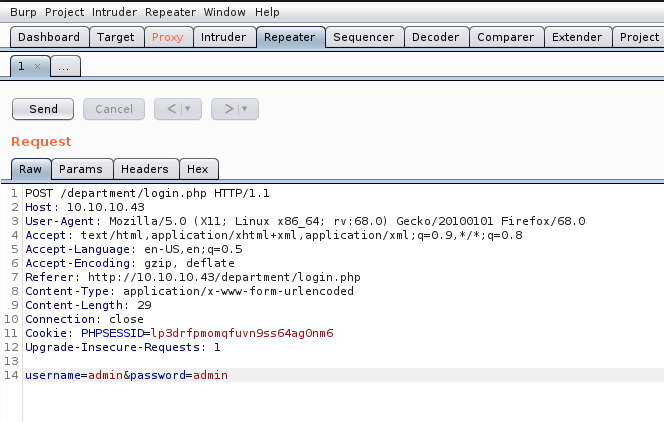 Burp Project Intruder Repeater Window Help
Dashboard Target Proxy Intruder Repeater Sequencer Decoder Comparer Extender Project
1 × ...
Send Cancel < ▼ > ▼
Request
Raw Params Headers Hex
1 POST /department/login.php HTTP/1.1
2 Host: 10.10.10.43
3 User-Agent: Mozilla/5.0 (X11; Linux x86_64; rv:68.0) Gecko/20100101 Firefox/68.0
4 Accept: text/html,application/xhtml+xml,application/xml;q=0.9,*/*;q=0.8
5 Accept-Language: en-US,en;q=0.5
6 Accept-Encoding: gzip, deflate
7 Referer: http://10.10.10.43/department/login.php
8 Content-Type: application/x-www-form-urlencoded
9 Content-Length: 29
10 Connection: close
11 Cookie: PHPSESSID=lp3drfpmomqfuvn9ss64ag0nm6
12 Upgrade-Insecure-Requests: 1
13
14 username=admin&password=admin